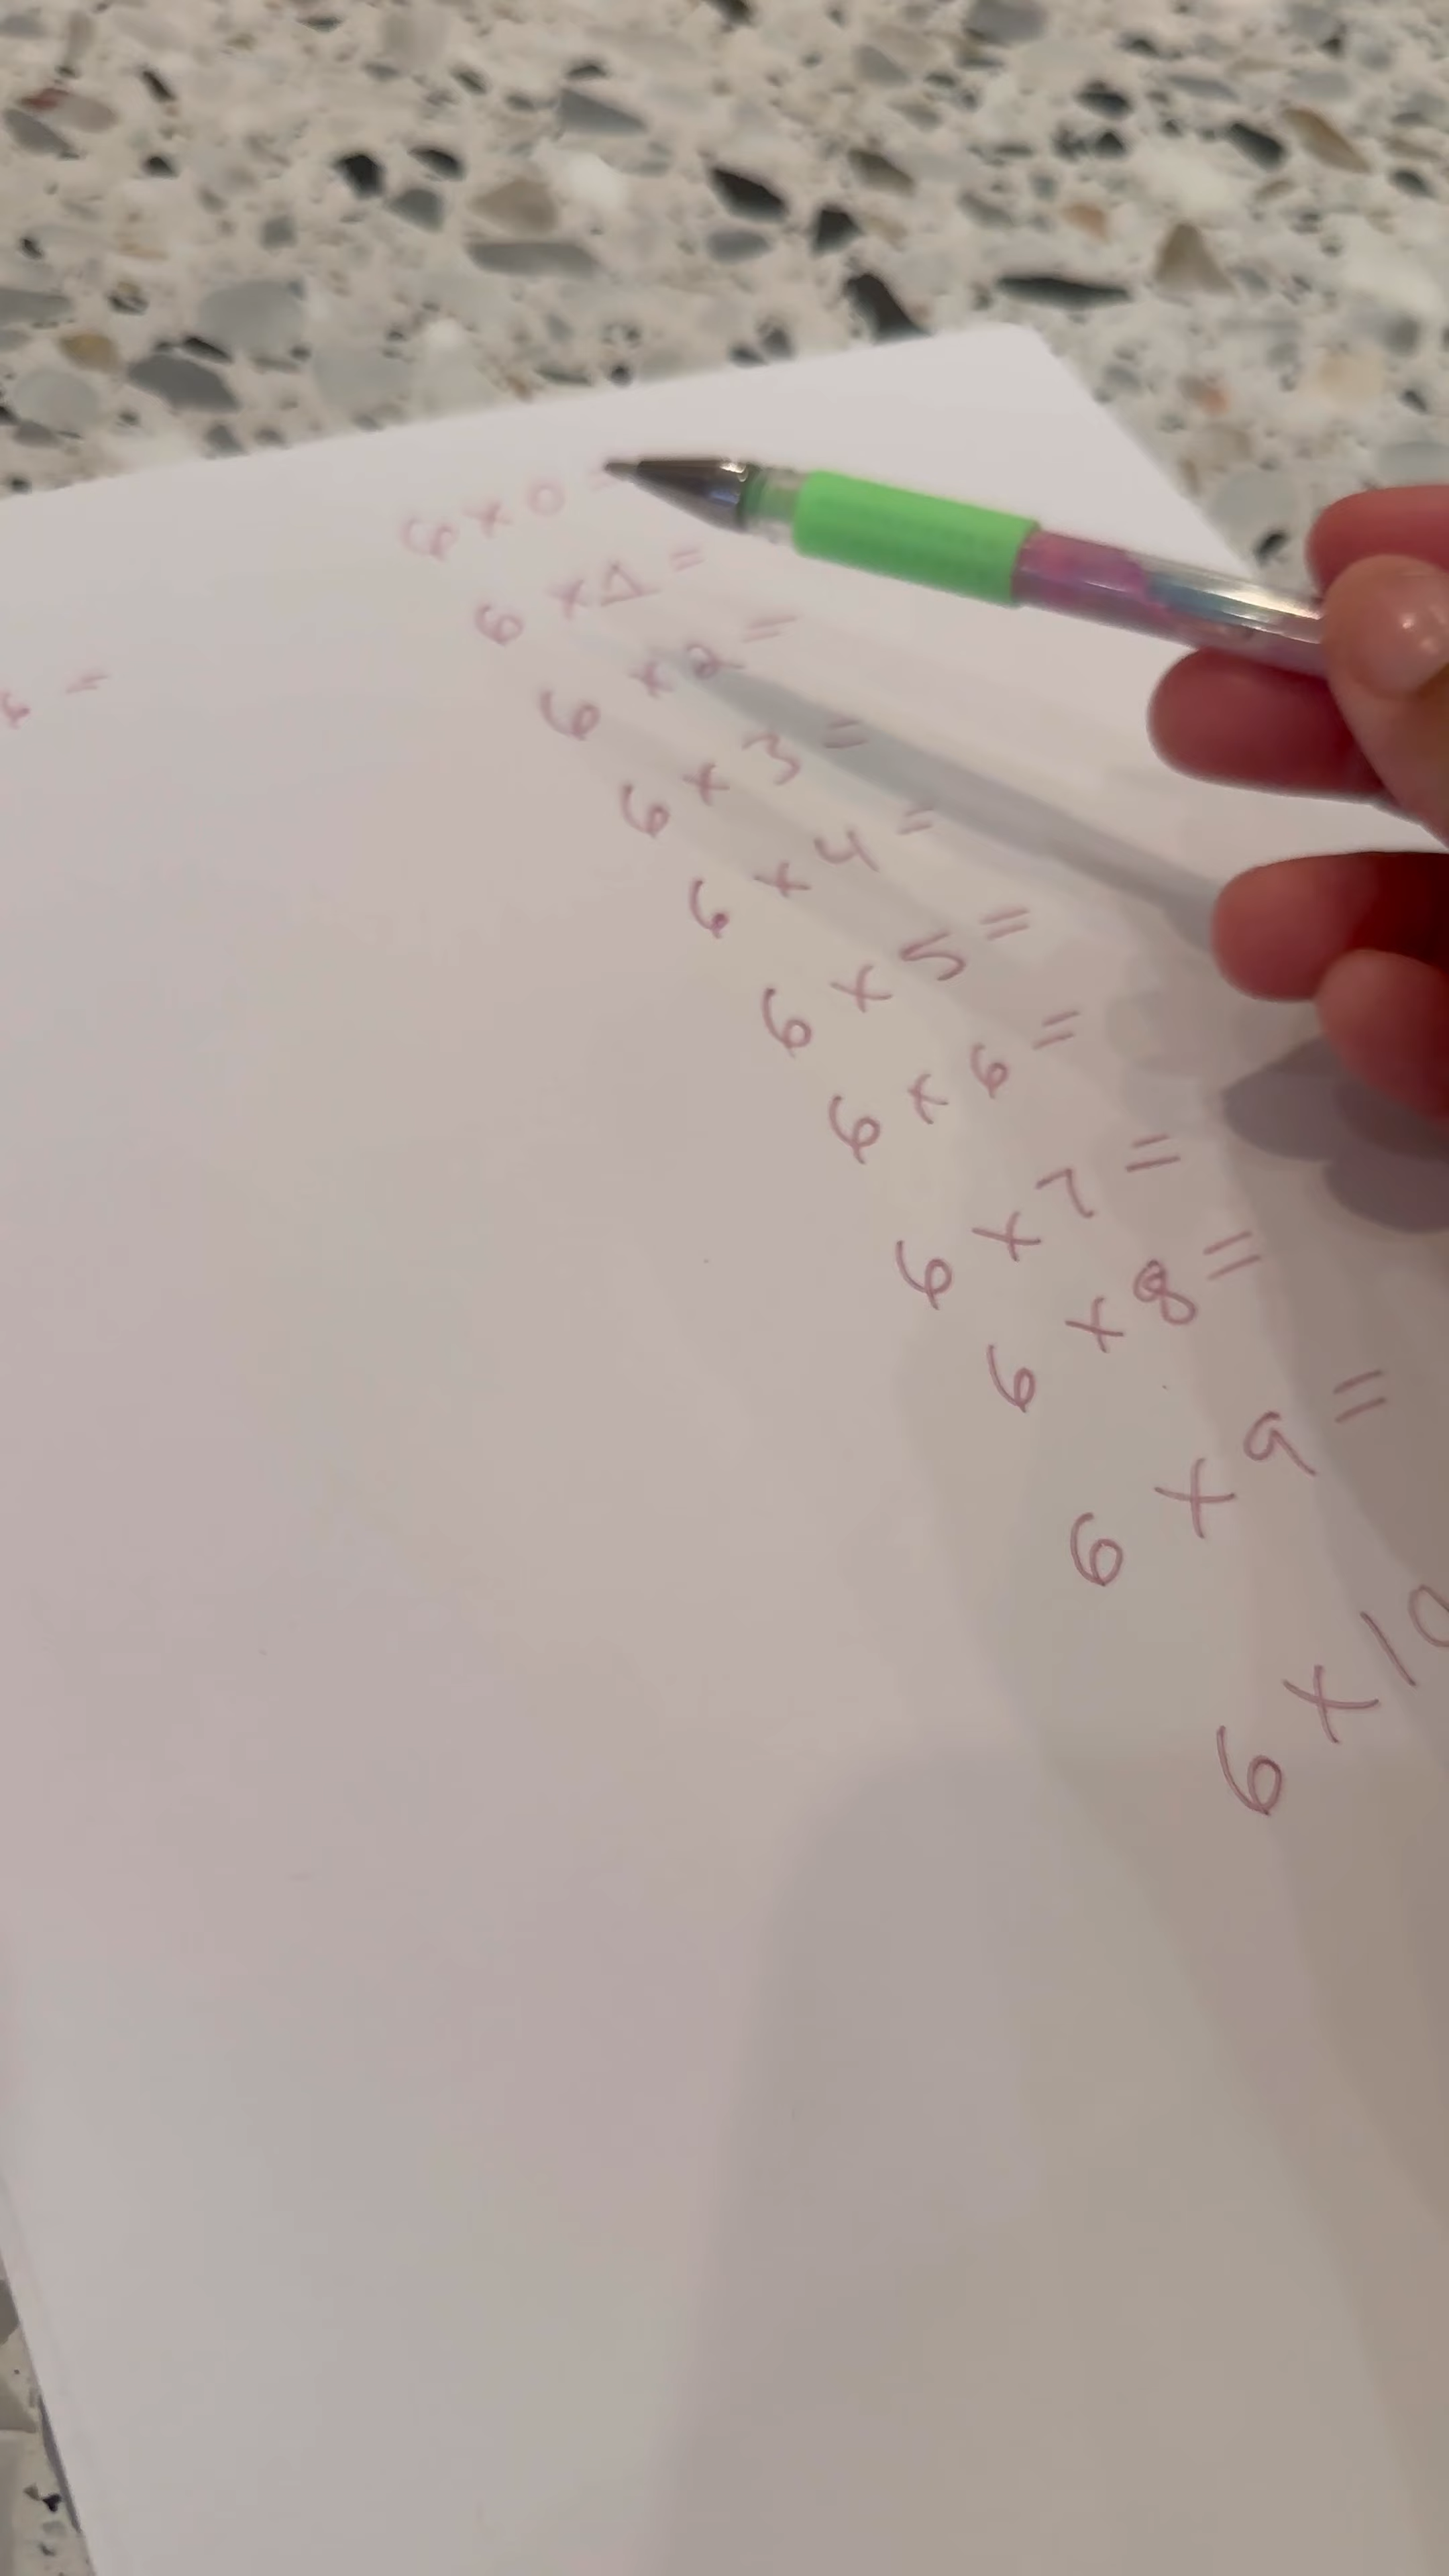 6 x 0 =
6 x 1 =
6 x 2 =
6 x 3 =
6 x 4 =
6 x 5 =
6 x 6 =
6 x 7 =
6 x 8 =
6 x 9 =
6 x 10
=